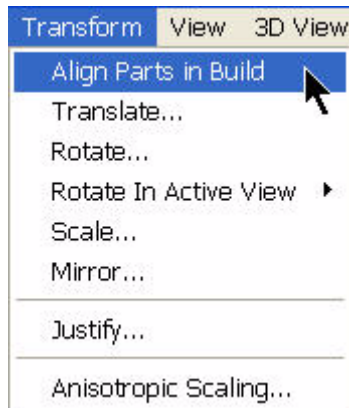 Transform View 3D View
Align Parts in Build
Translate...
Rotate...
Rotate In Active View
Scale...
Mirror...
Justify...
Anisotropic Scaling...